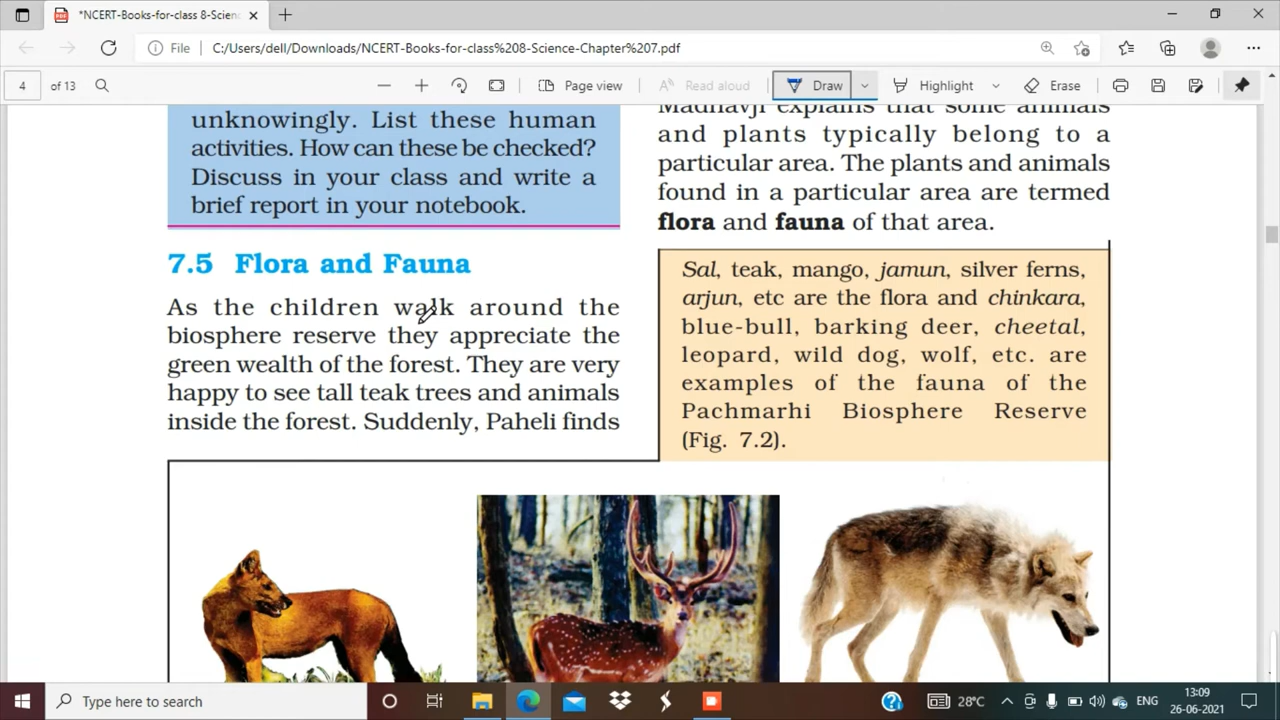 *NCERT-Books-for-class 8-Scien
File
C:/Users/dell/Downloads/NCERT-Books-for-class%208-Science-Chapter%207.pdf
4 of 13
Page view
Read aloud
Draw
Highlight
Erase
unknowingly. List these human
activities. How can these be checked?
Discuss in your class and write a
brief report in your notebook.
7.5 Flora and Fauna
As the children walk around the
biosphere reserve they appreciate the
green wealth of the forest. They are very
happy to see tall teak trees and animals
inside the forest. Suddenly, Paheli finds
Madhavji explains that some animals
and plants typically belong to a
particular area. The plants and animals
found in a particular area are termed
flora and fauna of that area.
Sal, teak, mango, jamun, silver ferns,
arjun, etc are the flora and chinkara,
blue-bull, barking deer, cheetal,
leopard, wild dog, wolf, etc. are
examples of the fauna of the
Pachmarhi Biosphere Reserve
(Fig. 7.2).
Type here to search
28°C
ENG
13:09
26-06-2021